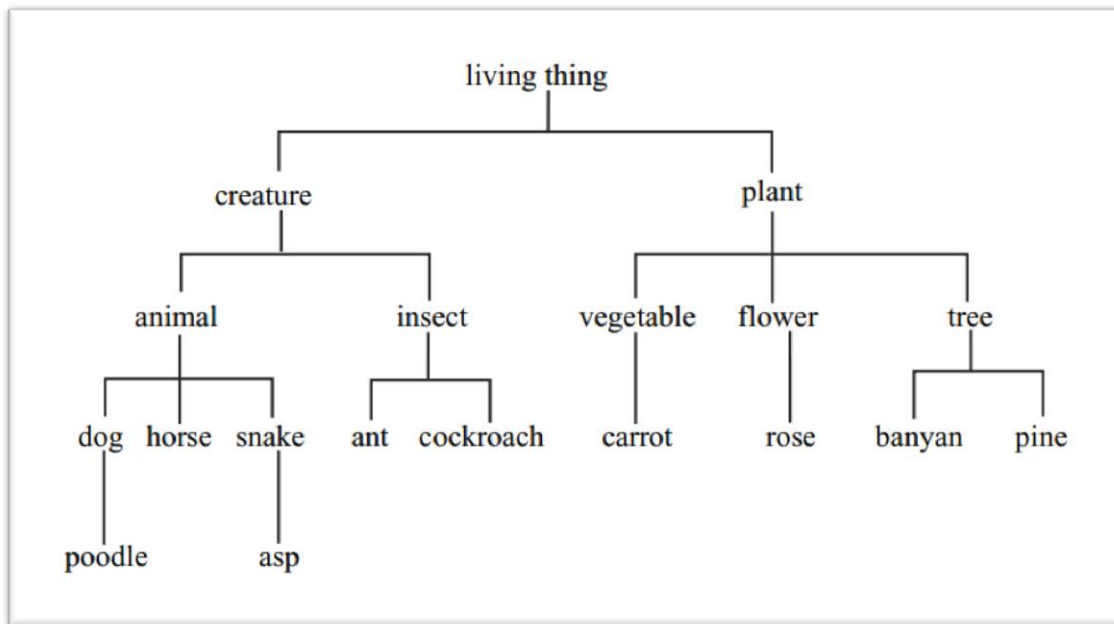 living thing
creature plant
animal insect vegetable flower tree
dog horse snake ant cockroach carrot rose banyan pine
poodle asp